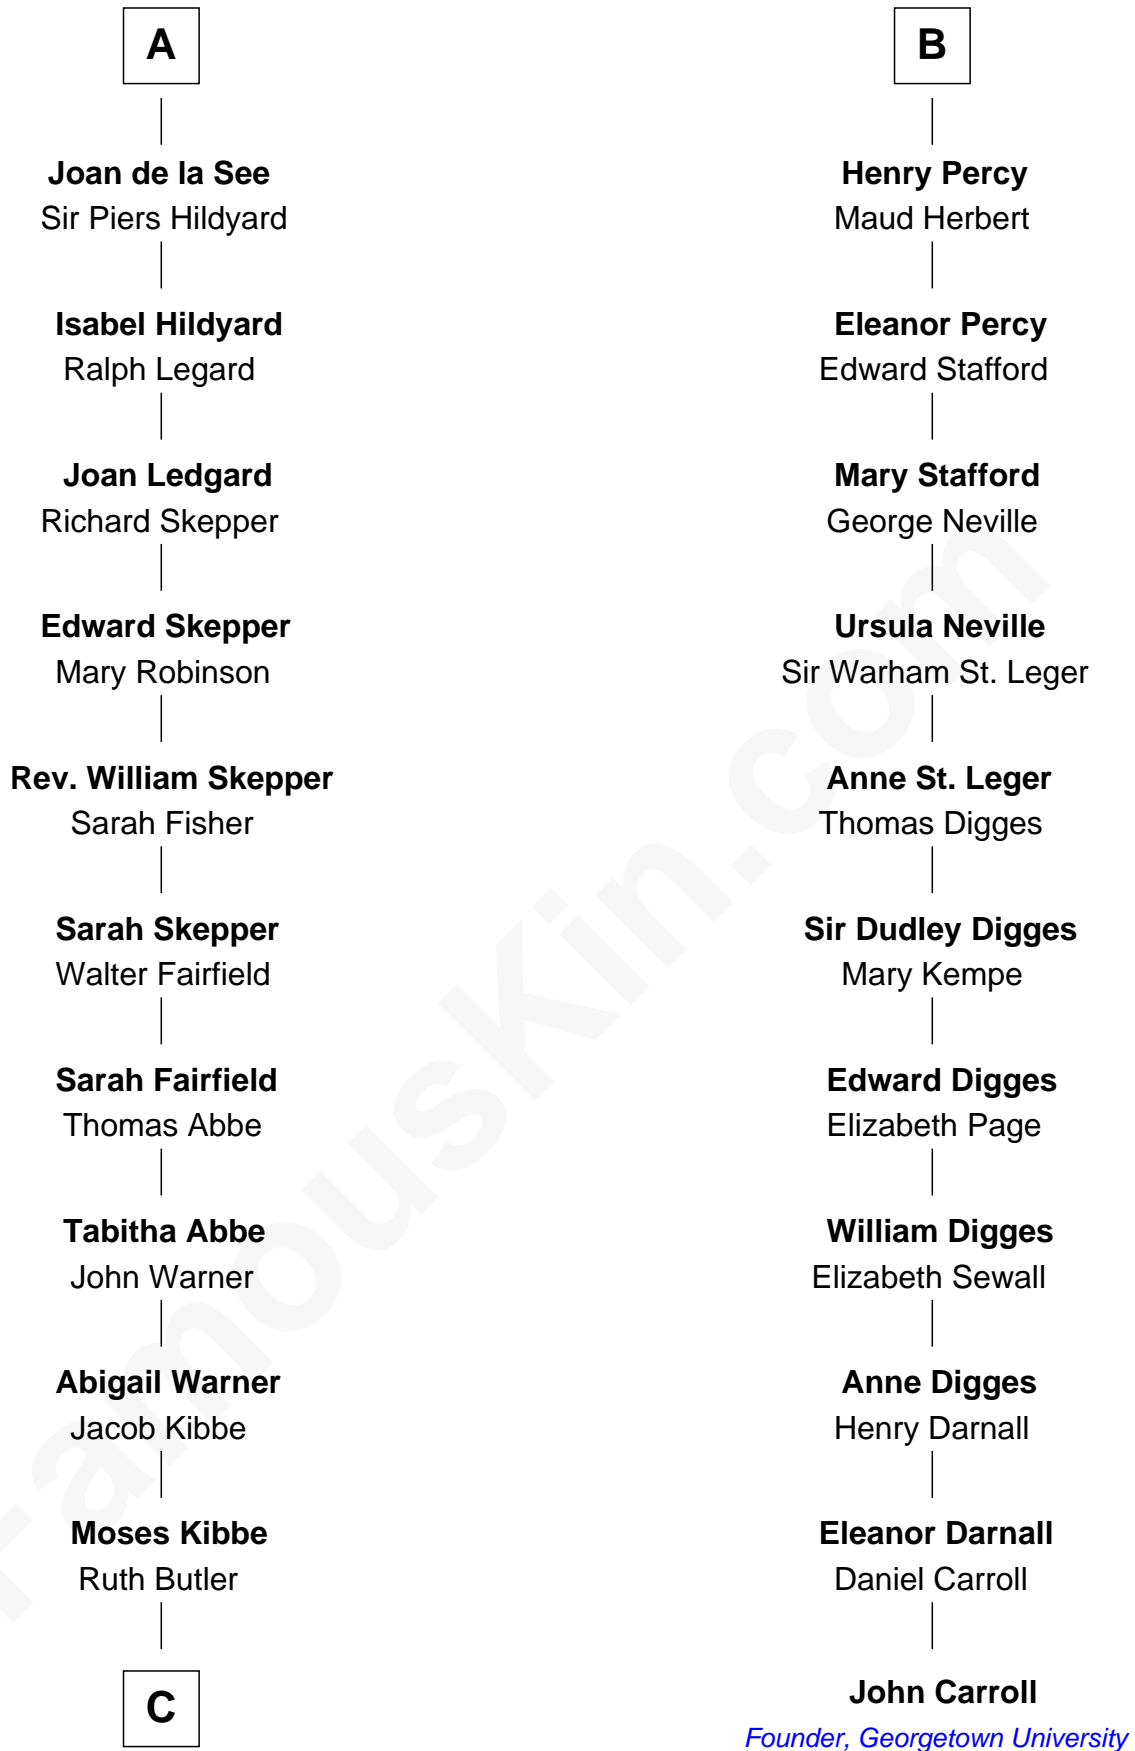 A
Joan de la See
Sir Piers Hildyard
Isabel Hildyard
Ralph Legard
Joan Ledgard
Richard Skepper
Edward Skepper
Mary Robinson
Rev. William Skepper
Sarah Fisher
Sarah Skepper
Walter Fairfield
Sarah Fairfield
Thomas Abbe
Tabitha Abbe
John Warner
Abigail Warner
Jacob Kibbe
Moses Kibbe
Ruth Butler
C
B
Henry Percy
Maud Herbert
Eleanor Percy
Edward Stafford
Mary Stafford
George Neville
Ursula Neville
Sir Warham St. Leger
Anne St. Leger
Thomas Digges
Sir Dudley Digges
Mary Kempe
Edward Digges
Elizabeth Page
William Digges
Elizabeth Sewall
Anne Digges
Henry Darnall
Eleanor Darnall
Daniel Carroll
John Carroll
Founder, Georgetown University
FamousKin.com